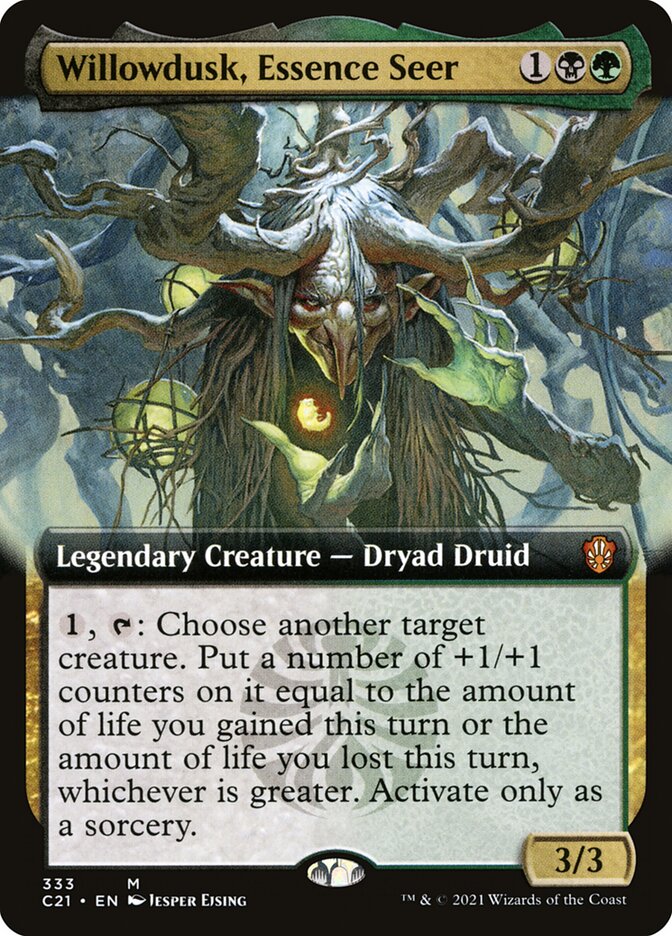 Willowdusk, Essence Seer 1
Legendary Creature — Dryad Druid
1, T: Choose another target
creature. Put a number of +1/+1
counters on it equal to the amount
of life you gained this turn or the
amount of life you lost this turn,
whichever is greater. Activate only as
a sorcery.
3/3
333 M
C21 • EN Jesper Ejsing
™ & © 2021 Wizards of the Coast